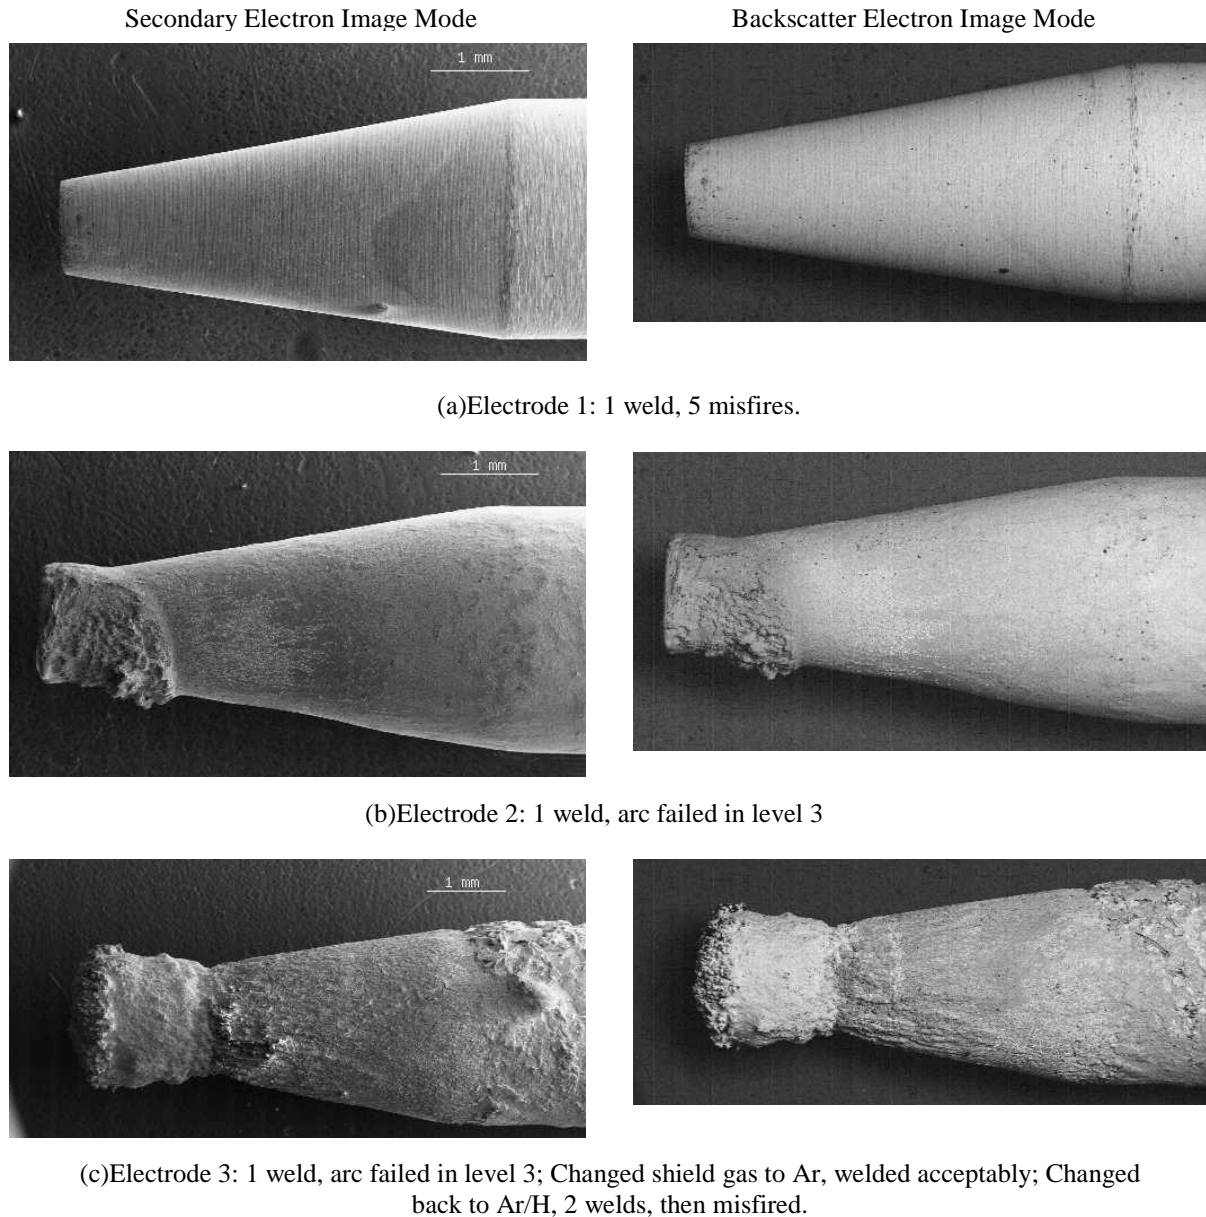 Secondary Electron Image Mode
Backscatter Electron Image Mode
1 mm
(a)Electrode 1: 1 weld, 5 misfires.
1 mm
(b)Electrode 2: 1 weld, arc failed in level 3
1 mm
(c)Electrode 3: 1 weld, arc failed in level 3; Changed shield gas to Ar, welded acceptably; Changed
back to Ar/H, 2 welds, then misfired.